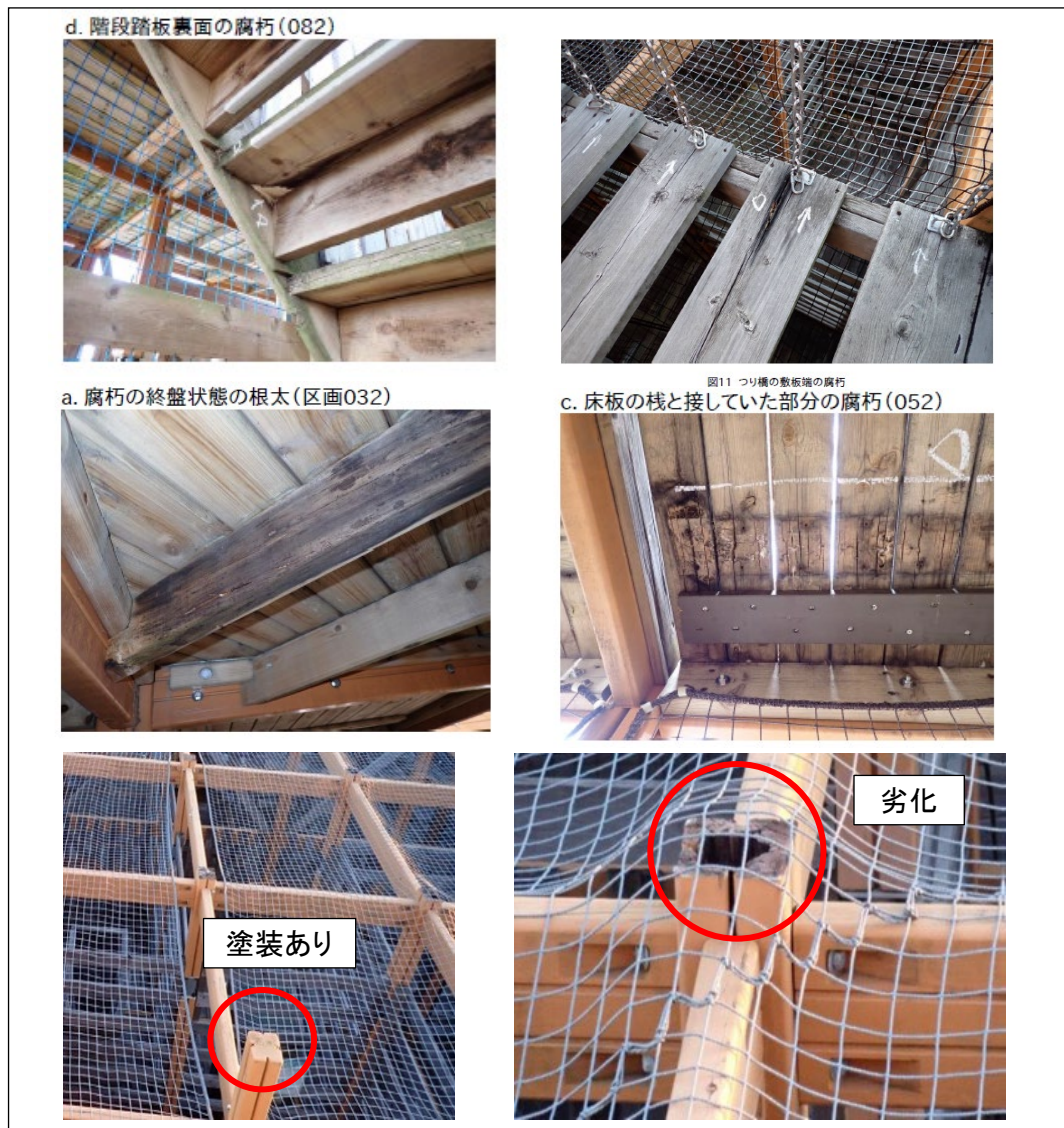 d. 階段踏板裏面の腐朽(082)
図11 つり橋の敷板端の腐朽
a. 腐朽の終盤状態の根太(区画032)
c. 床板の桟と接していた部分の腐朽(052)
塗装あり
劣化